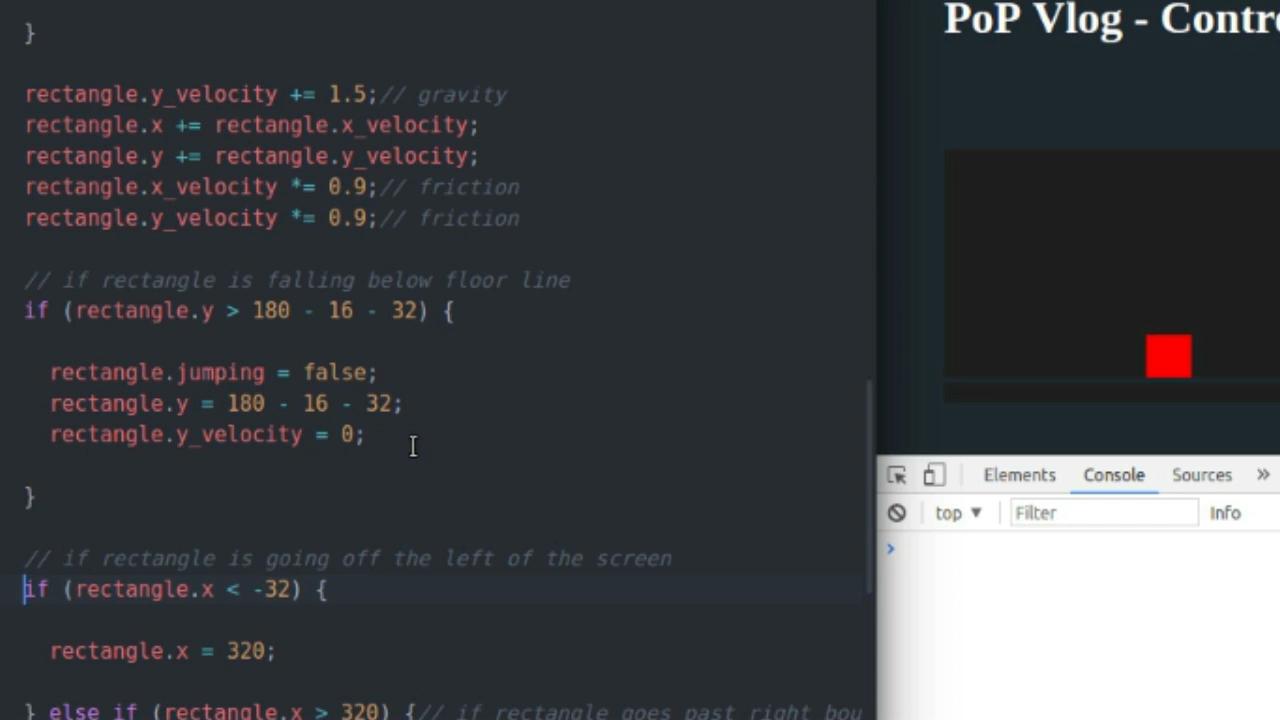 }
rectangle.y_velocity += 1.5;// gravity
rectangle.x += rectangle.x_velocity;
rectangle.y += rectangle.y_velocity;
rectangle.x_velocity *= 0.9;// friction
rectangle.y_velocity *= 0.9;// friction
// if rectangle is falling below floor line
if (rectangle.y > 180 - 16 - 32) {
rectangle.jumping = false;
rectangle.y = 180 - 16 - 32;
rectangle.y_velocity = 0;
}
// if rectangle is going off the left of the screen
if (rectangle.x < -32) {
rectangle.x = 320;
} else if (rectangle.x > 320) {// if rectangle goes past right bou
PoP Vlog - Contro
Elements Console Sources »
top ▼ Filter Info
>